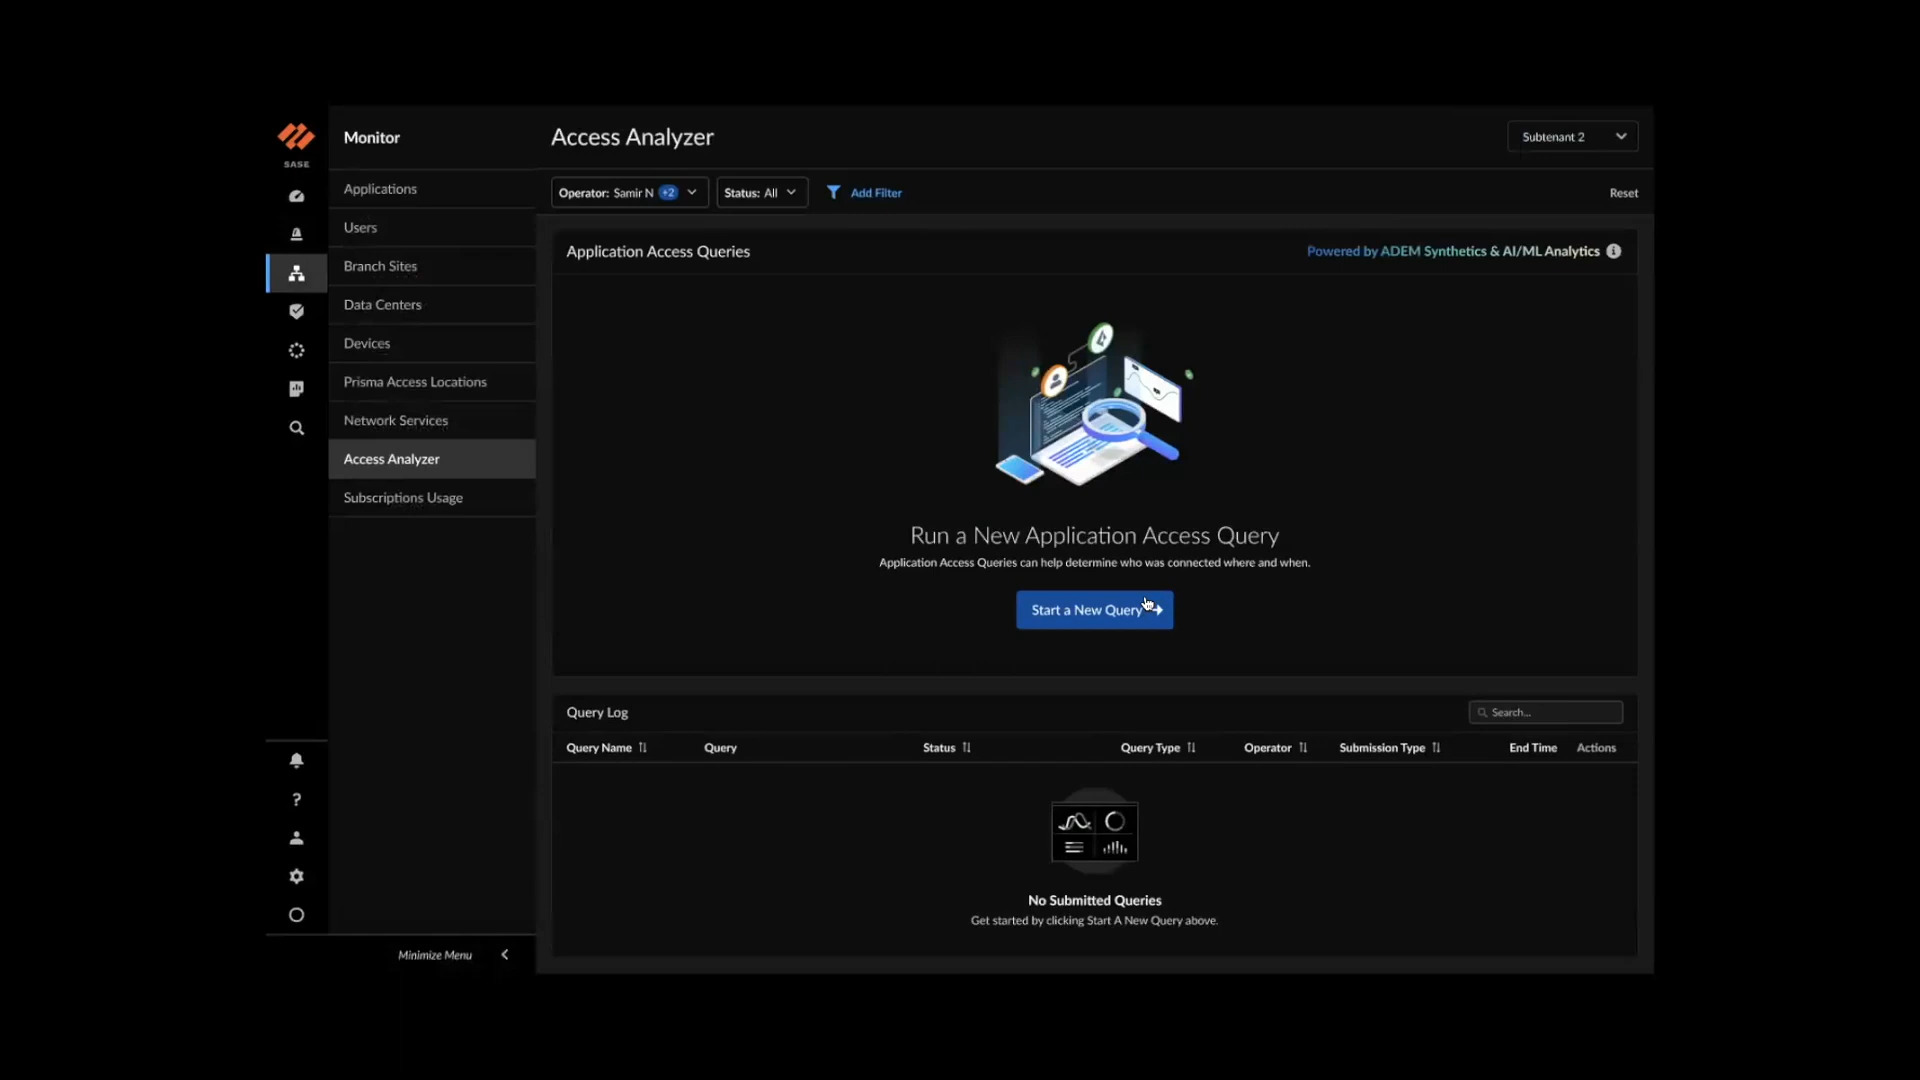 SASE
Monitor
Applications
Users
Branch Sites
Data Centers
Devices
Prisma Access Locations
Network Services
Access Analyzer
Subscriptions Usage
Minimize Menu
Access Analyzer
Subtenant 2
Operator: Samir N +2
Status: All
Add Filter
Reset
Application Access Queries
Powered by ADEM Synthetics & AI/ML Analytics
Run a New Application Access Query
Application Access Queries can help determine who was connected where and when.
Start a New Query
Query Log
Search...
Query Name Query Status Query Type Operator Submission Type End Time Actions
No Submitted Queries
Get started by clicking Start A New Query above.